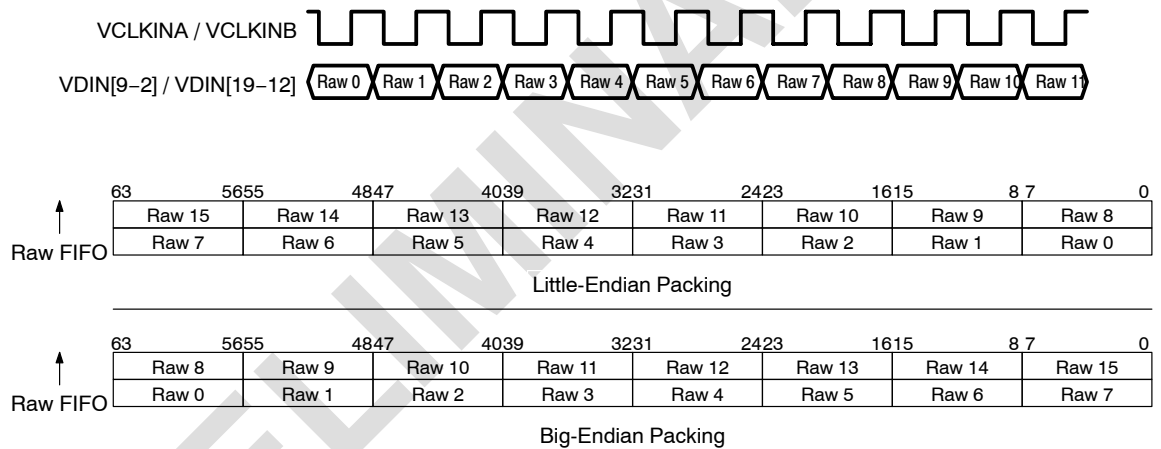 VCLKINA / VCLKINB
VDIN[9–2] / VDIN[19–12] Raw 0 Raw 1 Raw 2 Raw 3 Raw 4 Raw 5 Raw 6 Raw 7 Raw 8 Raw 9 Raw 10 Raw 11
63 5655 4847 4039 3231 2423 1615 8 7 0
Raw 15 Raw 14 Raw 13 Raw 12 Raw 11 Raw 10 Raw 9 Raw 8
Raw FIFO Raw 7 Raw 6 Raw 5 Raw 4 Raw 3 Raw 2 Raw 1 Raw 0
Little-Endian Packing
63 5655 4847 4039 3231 2423 1615 8 7 0
Raw 8 Raw 9 Raw 10 Raw 11 Raw 12 Raw 13 Raw 14 Raw 15
Raw FIFO Raw 0 Raw 1 Raw 2 Raw 3 Raw 4 Raw 5 Raw 6 Raw 7
Big-Endian Packing
ELIMINA